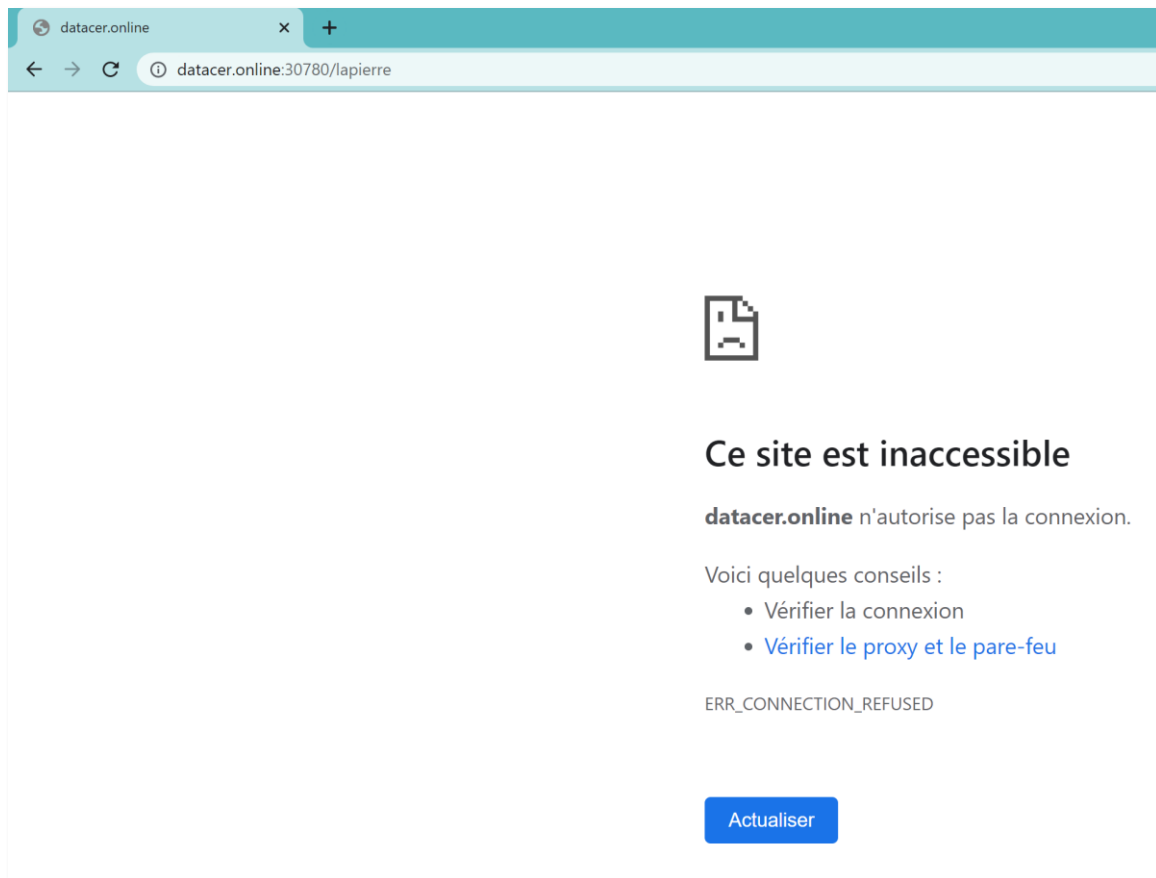 datacer.online
datacer.online:30780/lapierre
Ce site est inaccessible
datacer.online n'autorise pas la connexion.
Voici quelques conseils :
• Vérifier la connexion
• Vérifier le proxy et le pare-feu
ERR_CONNECTION_REFUSED
Actualiser